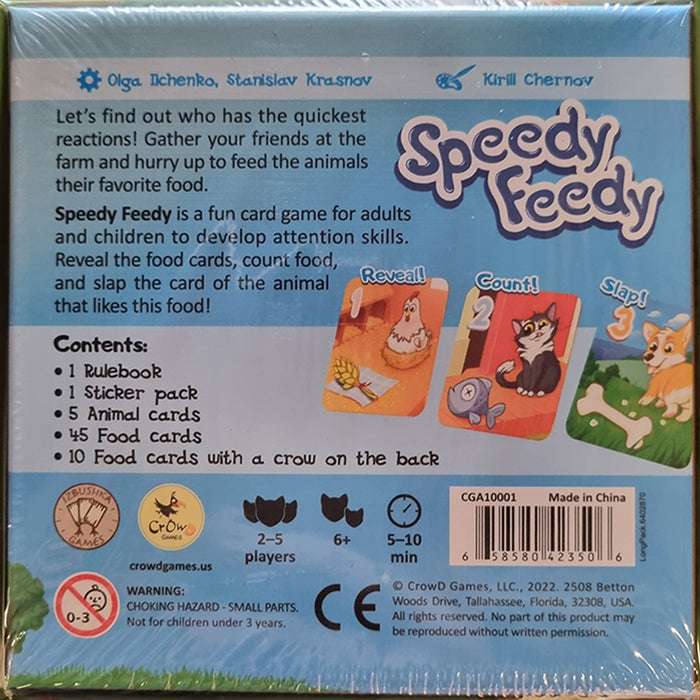 Olga Ilchenko, Stanislav Krasnov
Kirill Chernov
Let's find out who has the quickest
reactions! Gather your friends at the
farm and hurry up to feed the animals
their favorite food.
Speedy Feedy is a fun card game for adults
and children to develop attention skills.
Reveal the food cards, count food,
and slap the card of the animal
that likes this food!
Speedy
Feedy
Reveal!
1
Count!
2
Slap!
3
Contents:
• 1 Rulebook
• 1 Sticker pack
• 5 Animal cards
• 45 Food cards
• 10 Food cards with a crow on the back
IZBUSHKA
GAMES
CrowD
GAMES
crowdgames.us
2–5
players
6+
5–10
min
CGA10001 Made in China
6 58580 42350 6
LongPack 6402870
0-3
WARNING:
CHOKING HAZARD - SMALL PARTS.
Not for children under 3 years.
CE
© CrowD Games, LLC., 2022. 2508 Betton
Woods Drive, Tallahassee, Florida, 32308, USA.
All rights reserved. No part of this product may
be reproduced without written permission.